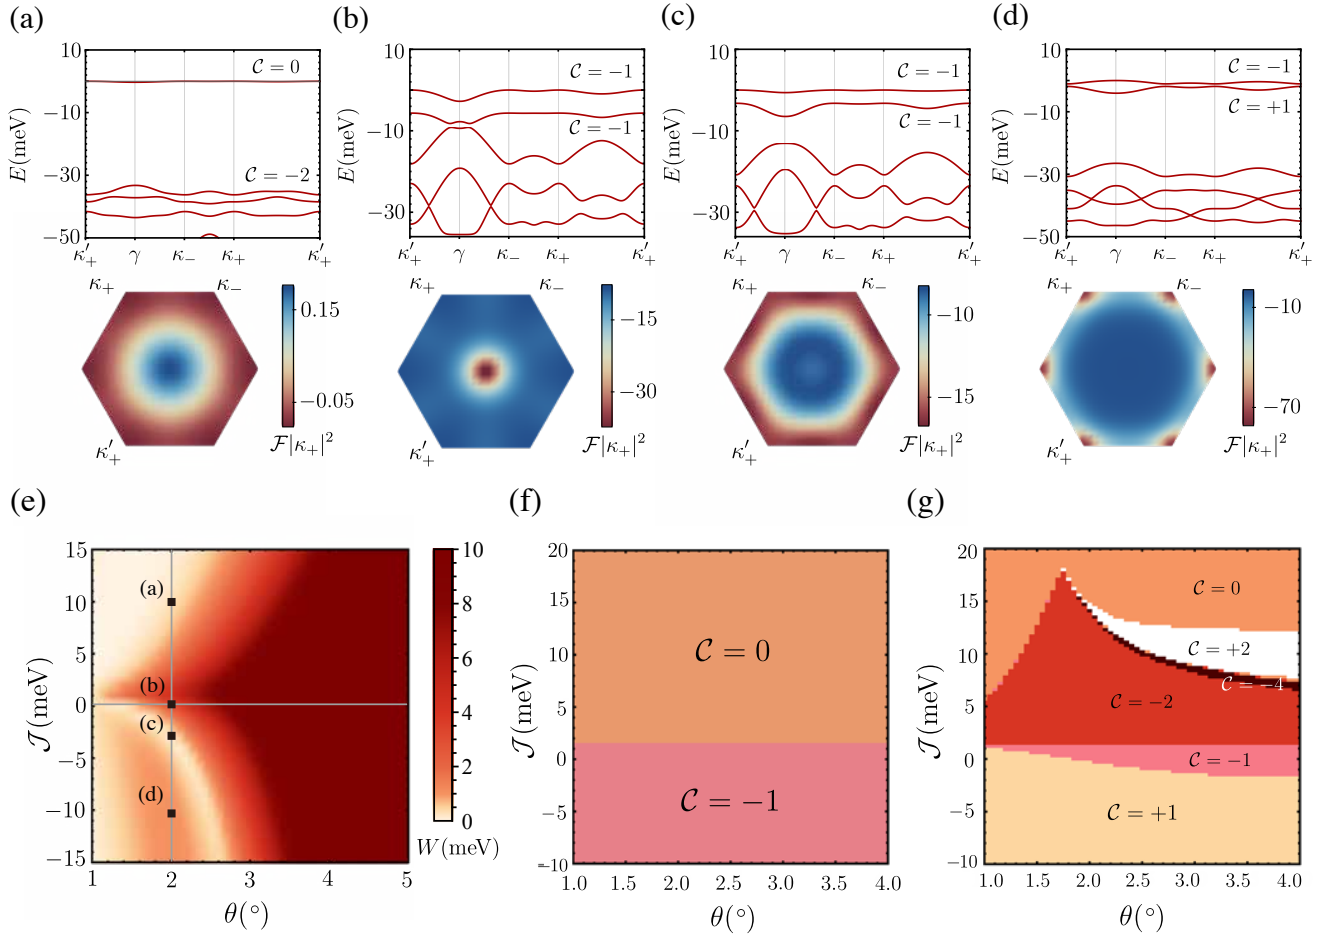 (a)
(b)
(c)
(d)
10
−10
−30
−50
E(meV)
𝒞 = 0
𝒞 = −2
κ′₊ γ κ₋ κ₊ κ′₊
10
−10
−30
E(meV)
𝒞 = −1
𝒞 = −1
κ′₊ γ κ₋ κ₊ κ′₊
10
−10
−30
E(meV)
𝒞 = −1
𝒞 = −1
κ′₊ γ κ₋ κ₊ κ′₊
10
−10
−30
−50
E(meV)
𝒞 = −1
𝒞 = +1
κ′₊ γ κ₋ κ₊ κ′₊
κ₊ κ₋
κ′₊
0.15
−0.05
ℱ|κ₊|²
κ₊ κ₋
κ′₊
−15
−30
ℱ|κ₊|²
κ₊ κ₋
κ′₊
−10
−15
ℱ|κ₊|²
κ₊ κ₋
κ′₊
−10
−70
ℱ|κ₊|²
(e)
15
10
5
0
−5
−10
−15
𝒥(meV)
(a)
(b)
(c)
(d)
1 2 3 4 5
θ(°)
10
8
6
4
2
0
W(meV)
(f)
20
15
10
5
0
−5
−10
𝒥(meV)
𝒞 = 0
𝒞 = −1
1.0 1.5 2.0 2.5 3.0 3.5 4.0
θ(°)
(g)
20
15
10
5
0
−5
−10
𝒥(meV)
𝒞 = 0
𝒞 = +2
𝒞 = −4
𝒞 = −2
𝒞 = −1
𝒞 = +1
1.0 1.5 2.0 2.5 3.0 3.5 4.0
θ(°)